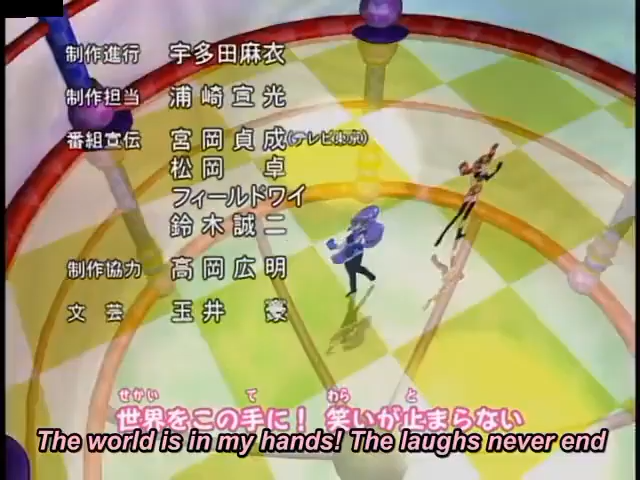 制作進行 宇多田麻衣
制作担当 浦崎宣光
番組宣伝 宮岡貞成(テレビ東京)
松岡 卓
フィールドワイ
鈴木誠二
制作協力 高岡広明
文芸 玉井 豪
せかい て わら と
世界をこの手に! 笑いが止まらない
The world is in my hands! The laughs never end